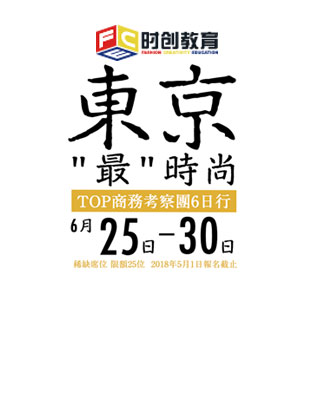 FCE 时创教育
FASHION CREATIVITY EDUCATION
東京
"最"時尚
TOP商務考察團6日行
6月25日-30日
稀缺席位 限額25位 2018年5月1日報名截止